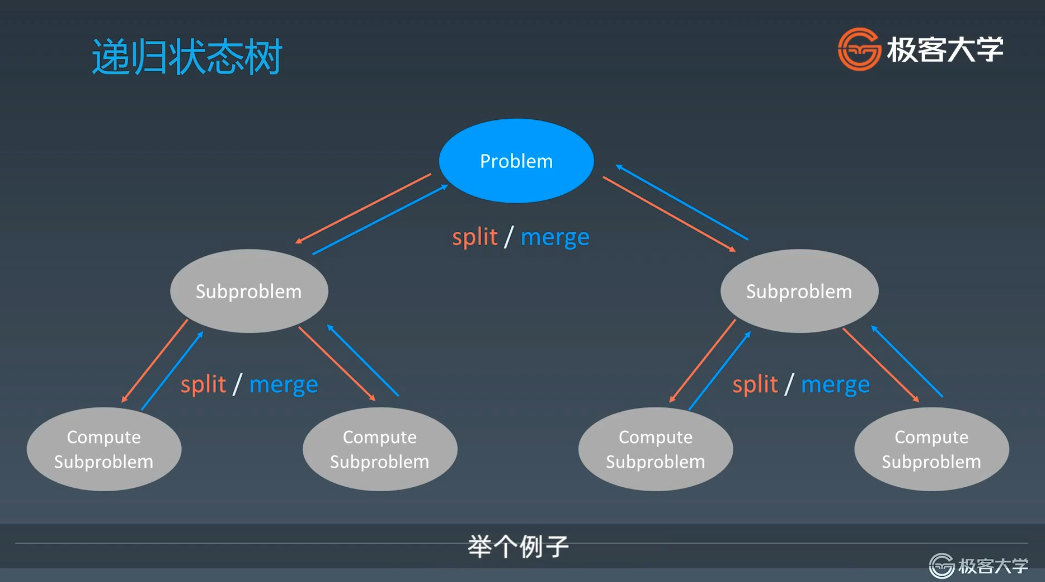 递归状态树
极客大学
Problem
split / merge
Subproblem
Subproblem
split / merge
split / merge
Compute
Subproblem
Compute
Subproblem
Compute
Subproblem
Compute
Subproblem
举个例子
极客大学